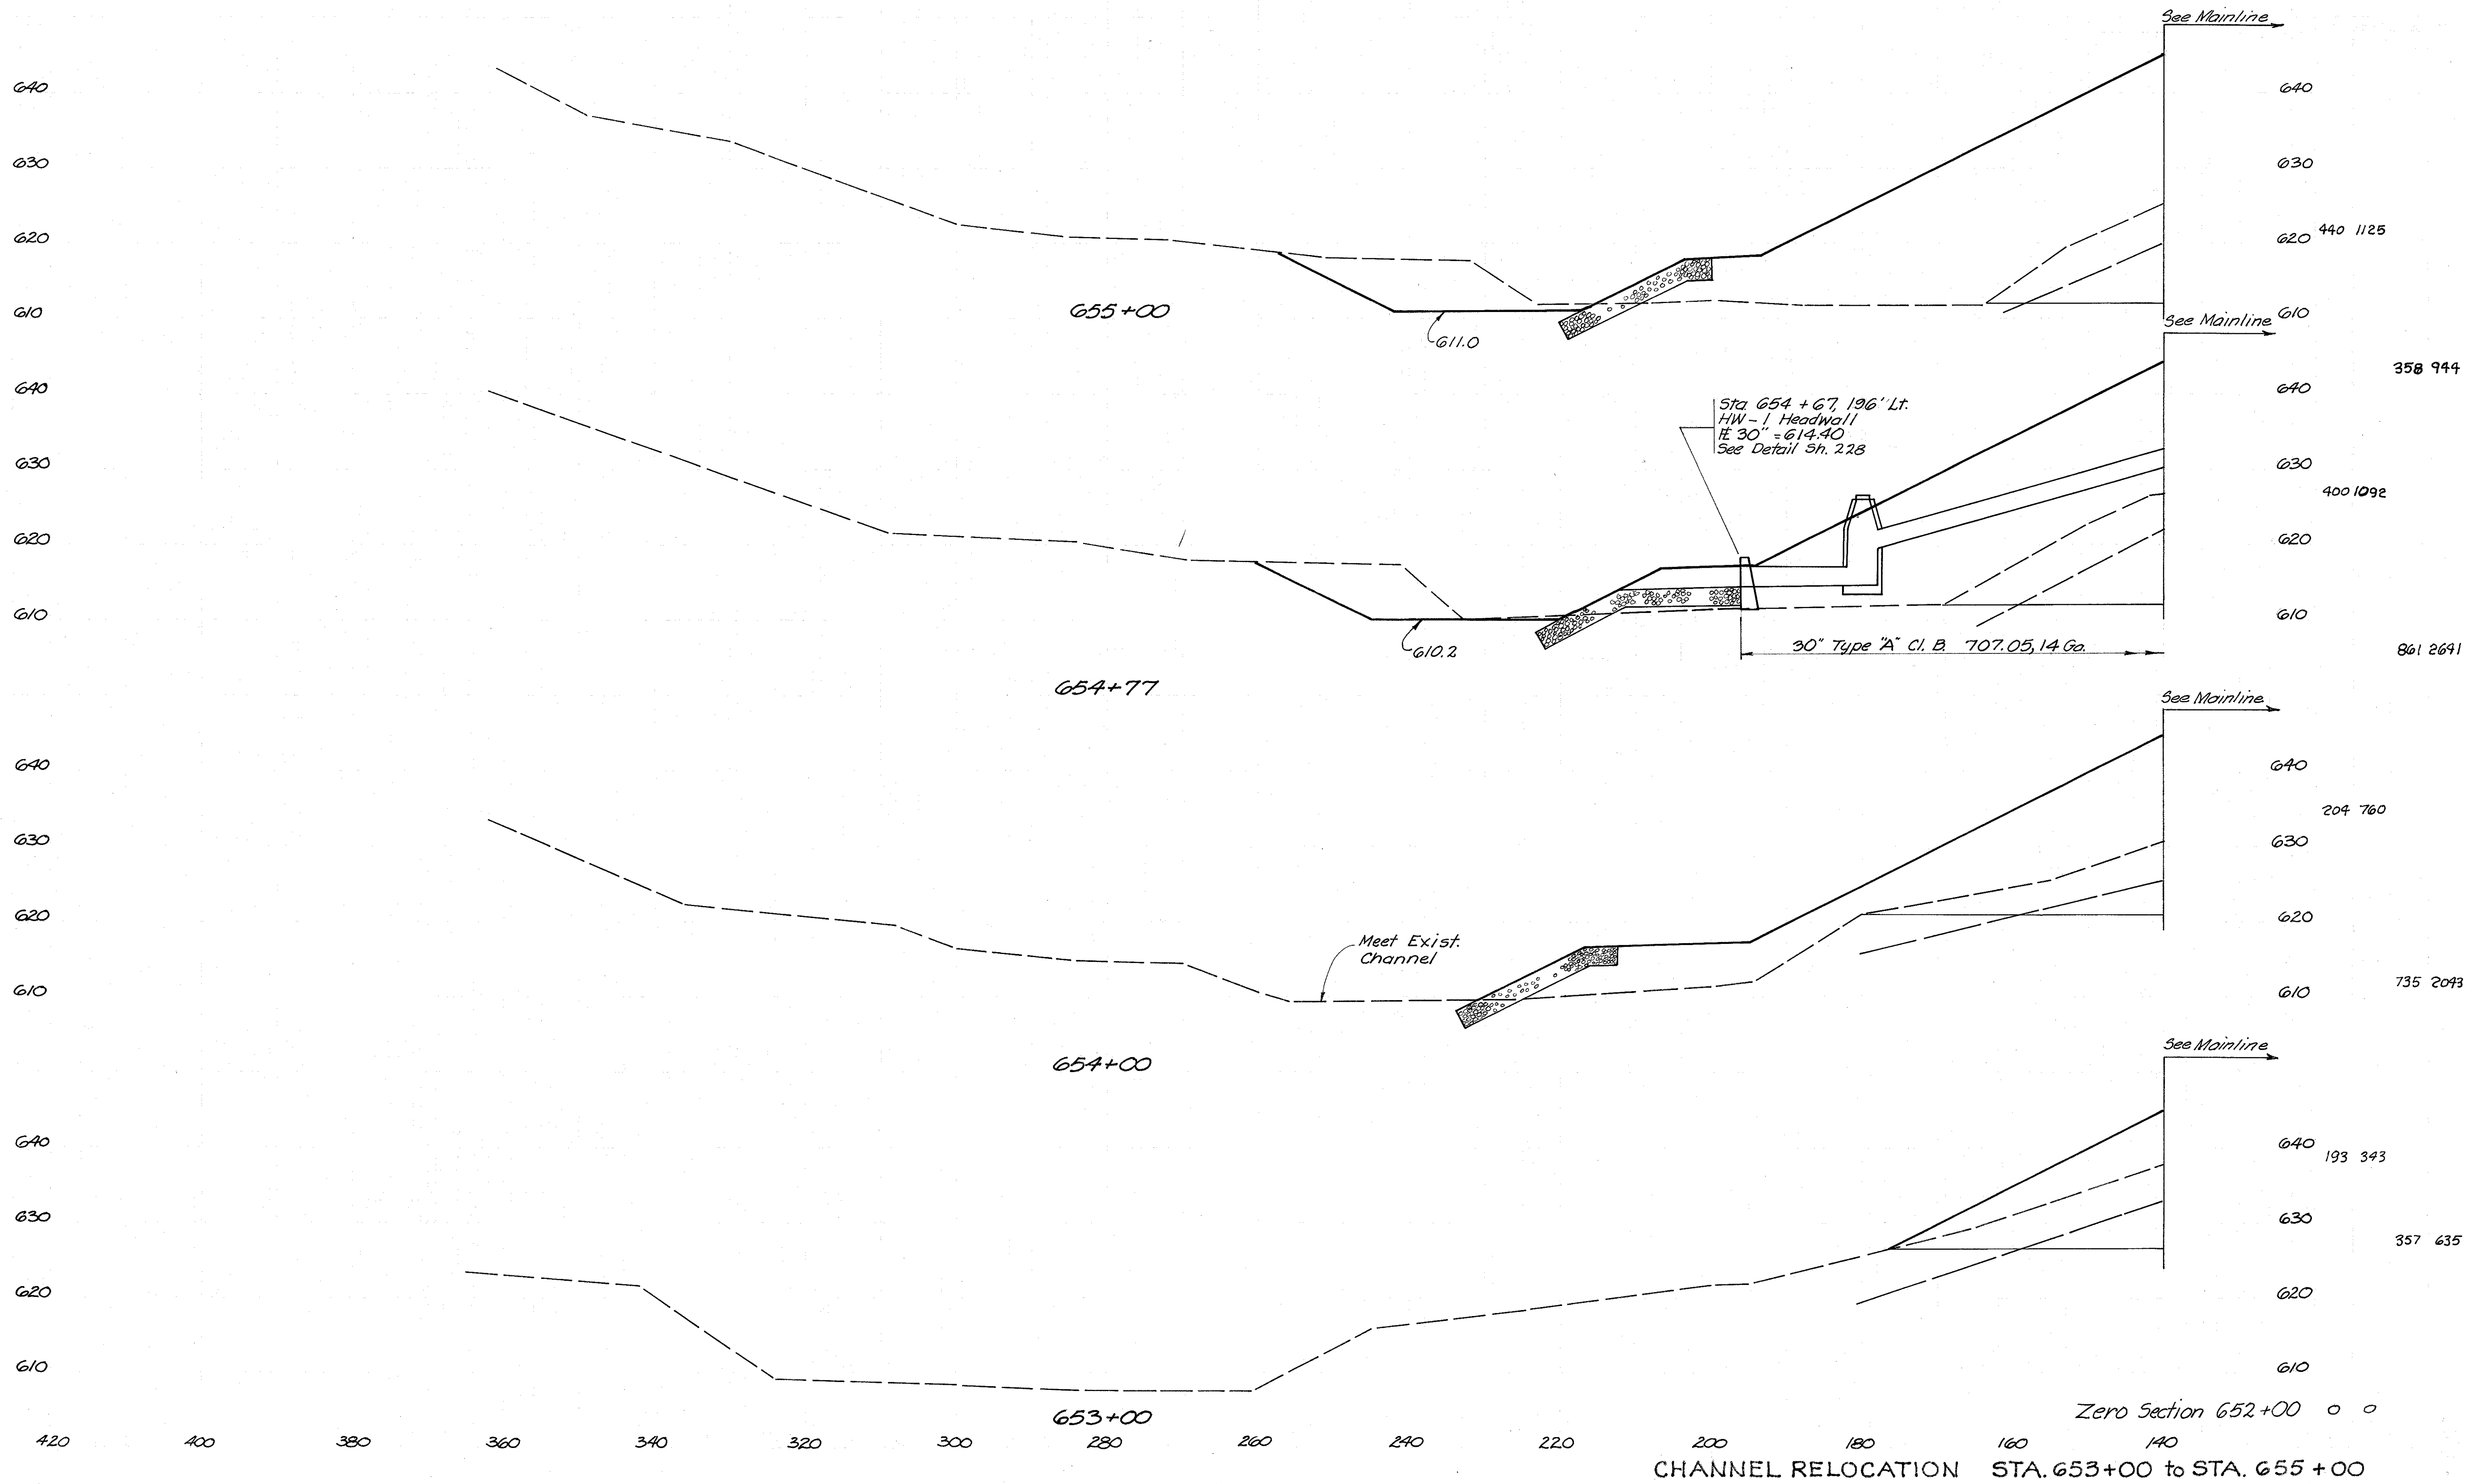 See Mainline
640 640
630 630
620 620 440 1125
655+00
610 610
611.0
See Mainline
358 944
640 640
Sta. 654+67, 196' Lt.
HW-1 Headwall
℄ 30" = 614.40
See Detail Sh. 228
630 630
400 1092
620 620
610 610
610.2
30" Type "A" Cl. B. 707.05, 14 Ga.
861 2691
654+77
See Mainline
640 640
204 760
630 630
620 620
Meet Exist.
Channel
610 610
735 2043
654+00
See Mainline
640 640
193 343
630 630
357 635
620 620
610 610
653+00
Zero Section 652+00 0 0
420 400 380 360 340 320 300 280 260 240 220 200 180 160 140
CHANNEL RELOCATION STA. 653+00 to STA. 655+00